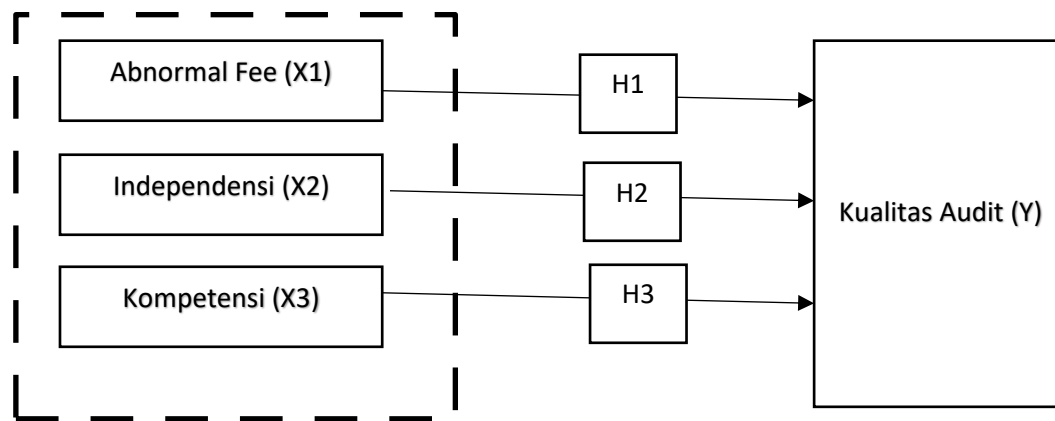 Abnormal Fee (X1)
H1
Independensi (X2)
H2
Kualitas Audit (Y)
Kompetensi (X3)
H3